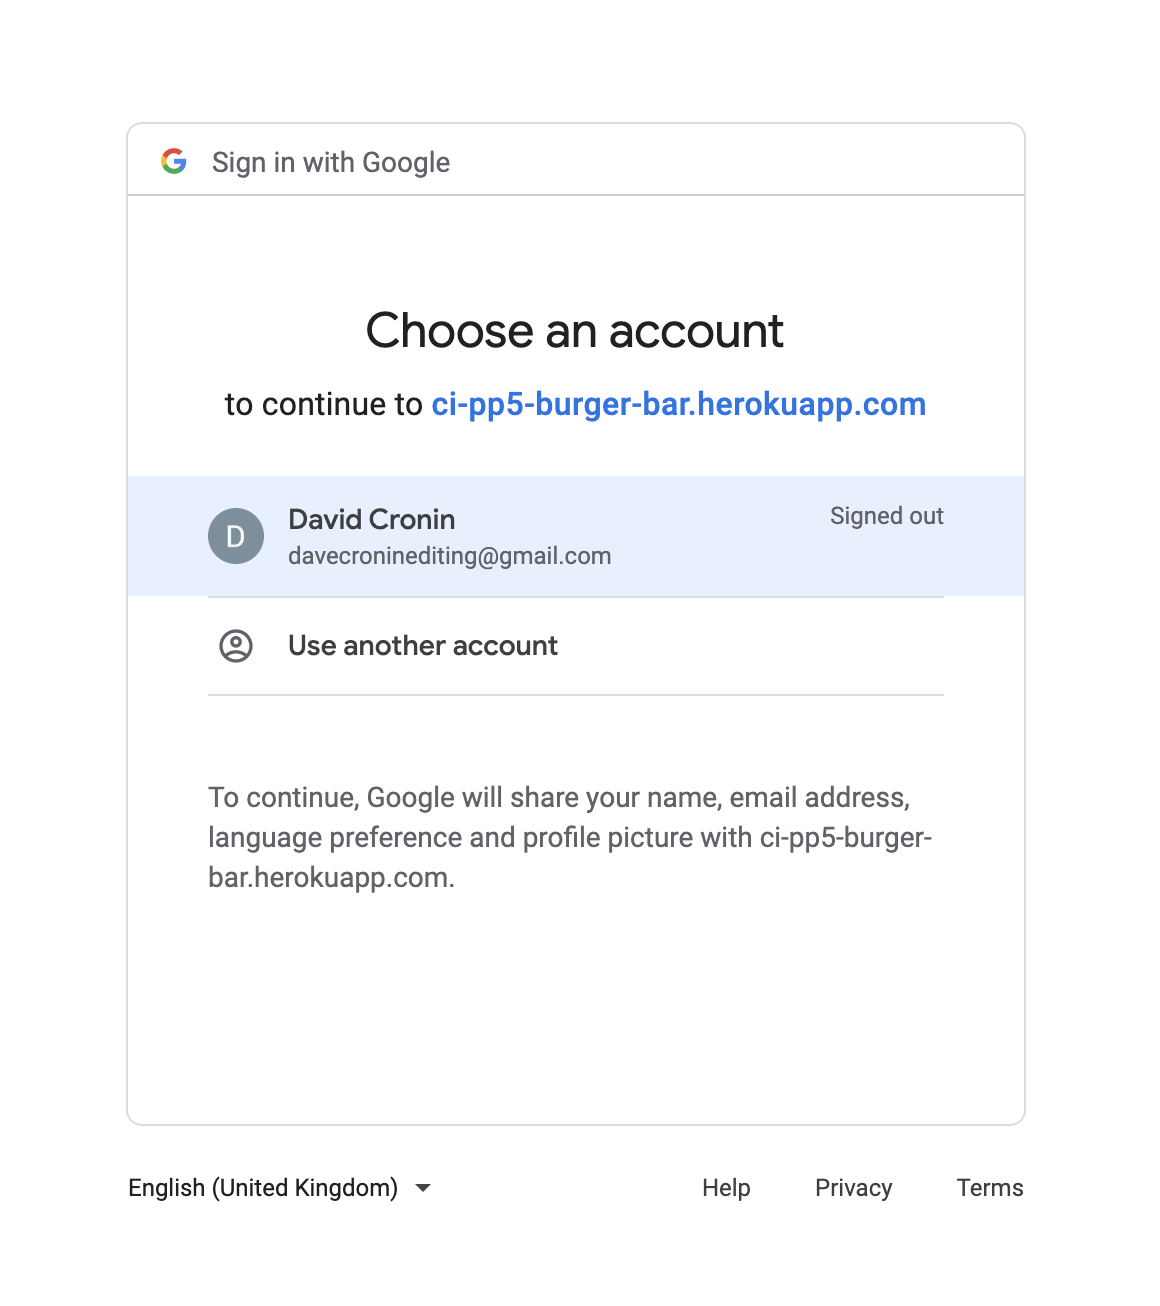 Sign in with Google
Choose an account
to continue to ci-pp5-burger-bar.herokuapp.com
D
David Cronin
Signed out
davecroninediting@gmail.com
Use another account
To continue, Google will share your name, email address,
language preference and profile picture with ci-pp5-burger-
bar.herokuapp.com.
English (United Kingdom)
Help
Privacy
Terms